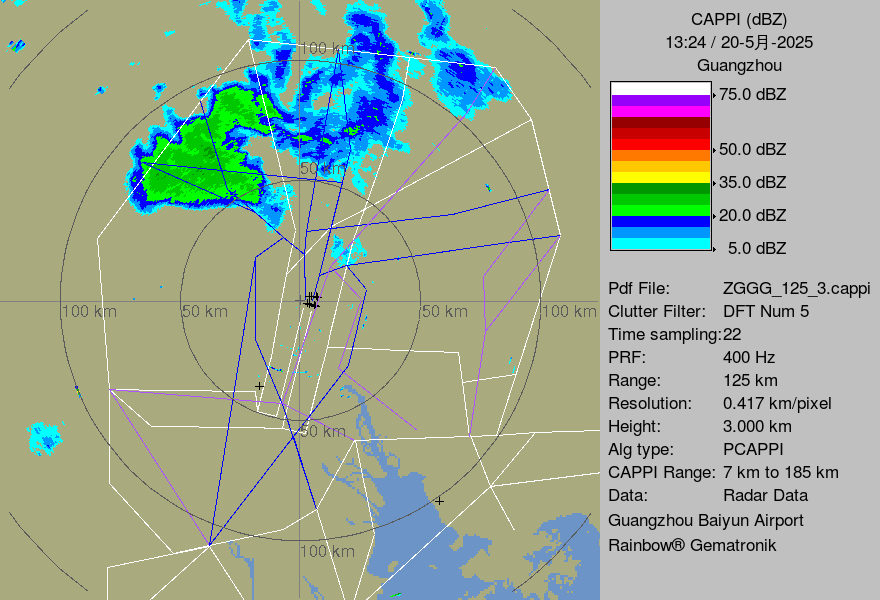 CAPPI (dBZ)
13:24 / 20-5月-2025
Guangzhou
75.0 dBZ
50.0 dBZ
35.0 dBZ
20.0 dBZ
5.0 dBZ
Pdf File: ZGGG_125_3.cappi
Clutter Filter: DFT Num 5
Time sampling:22
PRF: 400 Hz
Range: 125 km
Resolution: 0.417 km/pixel
Height: 3.000 km
Alg type: PCAPPI
CAPPI Range: 7 km to 185 km
Data: Radar Data
Guangzhou Baiyun Airport
Rainbow® Gematronik
100 km
50 km
100 km
50 km
50 km
100 km
50 km
100 km